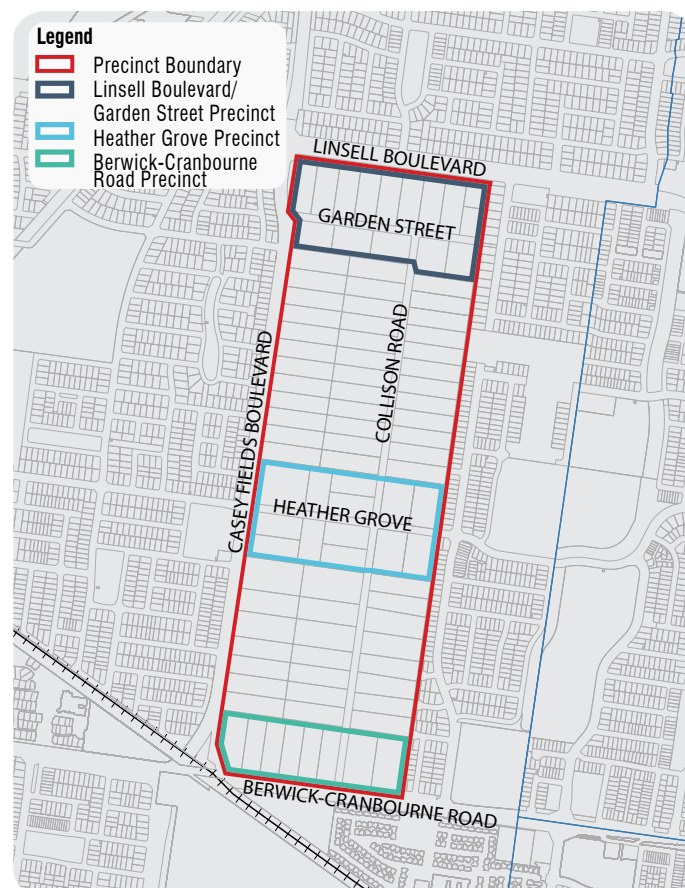 Legend
Precinct Boundary
Linsell Boulevard/
Garden Street Precinct
Heather Grove Precinct
Berwick-Cranbourne
Road Precinct
LINSELL BOULEVARD
GARDEN STREET
COLLISON ROAD
CASEY FIELDS BOULEVARD
HEATHER GROVE
BERWICK-CRANBOURNE ROAD